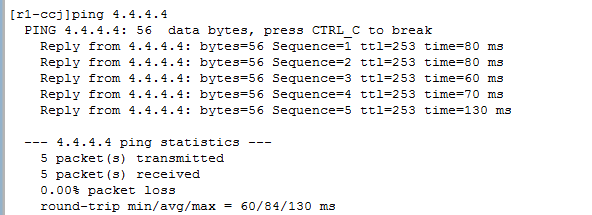 [r1-ccj]ping 4.4.4.4
PING 4.4.4.4: 56  data bytes, press CTRL_C to break
Reply from 4.4.4.4: bytes=56 Sequence=1 ttl=253 time=80 ms
Reply from 4.4.4.4: bytes=56 Sequence=2 ttl=253 time=80 ms
Reply from 4.4.4.4: bytes=56 Sequence=3 ttl=253 time=60 ms
Reply from 4.4.4.4: bytes=56 Sequence=4 ttl=253 time=70 ms
Reply from 4.4.4.4: bytes=56 Sequence=5 ttl=253 time=130 ms
--- 4.4.4.4 ping statistics ---
5 packet(s) transmitted
5 packet(s) received
0.00% packet loss
round-trip min/avg/max = 60/84/130 ms